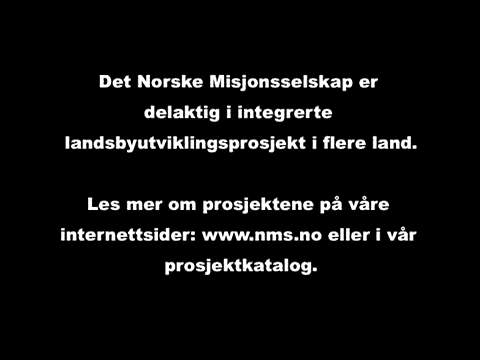 Det Norske Misjonsselskap er
delaktig i integrerte
landsbyutviklingsprosjekt i flere land.
Les mer om prosjektene på våre
internettsider: www.nms.no eller i vår
prosjektkatalog.